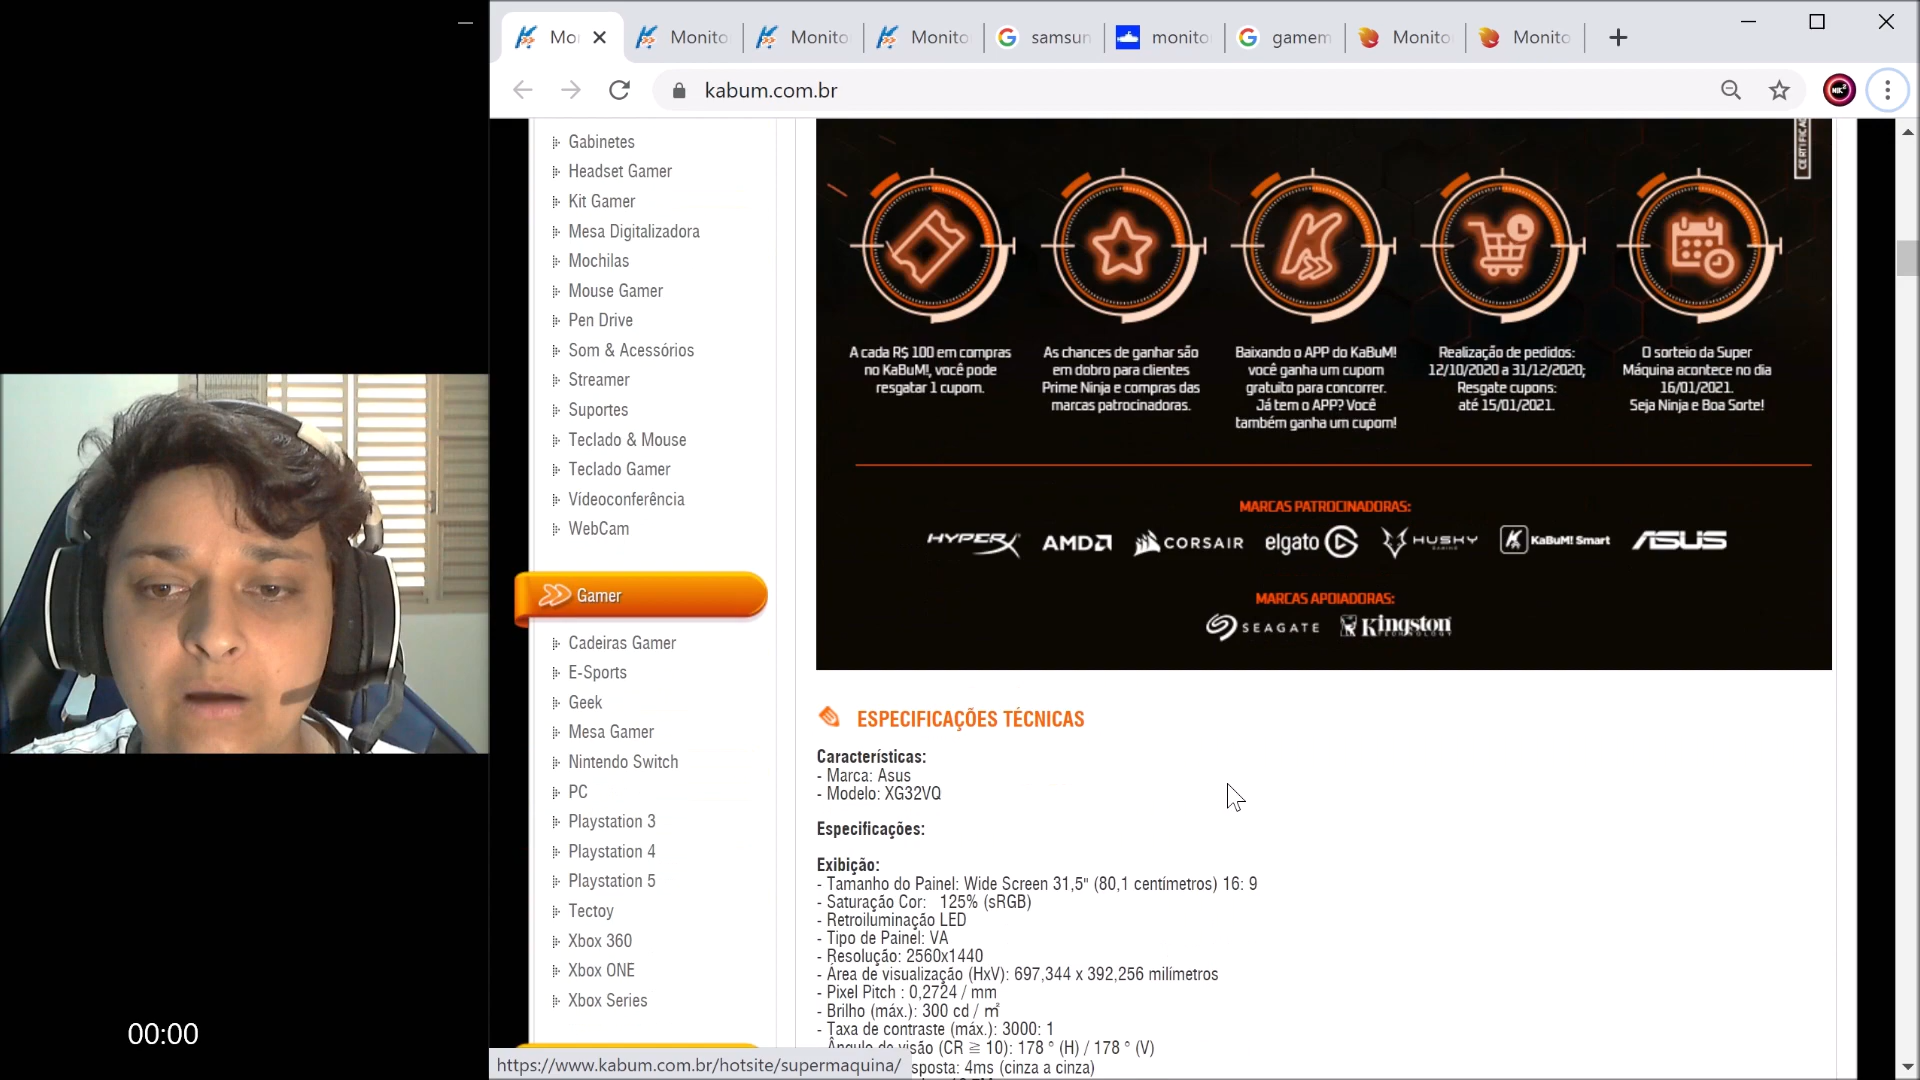 Mo
Monito
Monito
Monito
samsun
monito
gamem
Monito
Monito
kabum.com.br
Gabinetes
Headset Gamer
Kit Gamer
Mesa Digitalizadora
Mochilas
Mouse Gamer
Pen Drive
Som & Acessórios
Streamer
Suportes
Teclado & Mouse
Teclado Gamer
Vídeoconferência
WebCam
Gamer
Cadeiras Gamer
E-Sports
Geek
Mesa Gamer
Nintendo Switch
PC
Playstation 3
Playstation 4
Playstation 5
Tectoy
Xbox 360
Xbox ONE
Xbox Series
CERTIFICA
A cada R$ 100 em compras
no KaBuM!, você pode
resgatar 1 cupom.
As chances de ganhar são
em dobro para clientes
Prime Ninja e compras das
marcas patrocinadoras.
Baixando o APP do KaBuM!
você ganha um cupom
gratuito para concorrer.
Já tem o APP? Você
também ganha um cupom!
Realização de pedidos:
12/10/2020 a 31/12/2020;
Resgate cupons:
até 15/01/2021.
O sorteio da Super
Máquina acontece no dia
16/01/2021.
Seja Ninja e Boa Sorte!
MARCAS PATROCINADORAS:
HYPERX AMD CORSAIR elgato HUSKY KaBuM! Smart ASUS
MARCAS APOIADORAS:
SEAGATE Kingston
ESPECIFICAÇÕES TÉCNICAS
Características:
- Marca: Asus
- Modelo: XG32VQ
Especificações:
Exibição:
- Tamanho do Painel: Wide Screen 31,5" (80,1 centímetros) 16: 9
- Saturação Cor: 125% (sRGB)
- Retroiluminação LED
- Tipo de Painel: VA
- Resolução: 2560x1440
- Área de visualização (HxV): 697,344 x 392,256 milímetros
- Pixel Pitch : 0,2724 / mm
- Brilho (máx.): 300 cd / ㎡
- Taxa de contraste (máx.): 3000: 1
- Ângulo de visão (CR ≧ 10): 178 ° (H) / 178 ° (V)
sposta: 4ms (cinza a cinza)
https://www.kabum.com.br/hotsite/supermaquina/
00:00